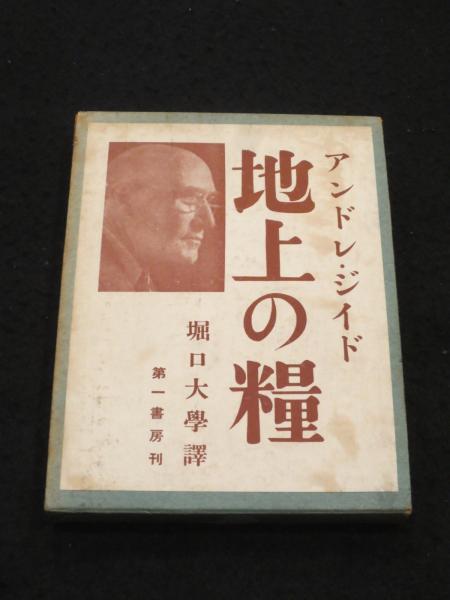 アンドレ・ジイド
地上の糧
堀口大學譯
第一書房刊